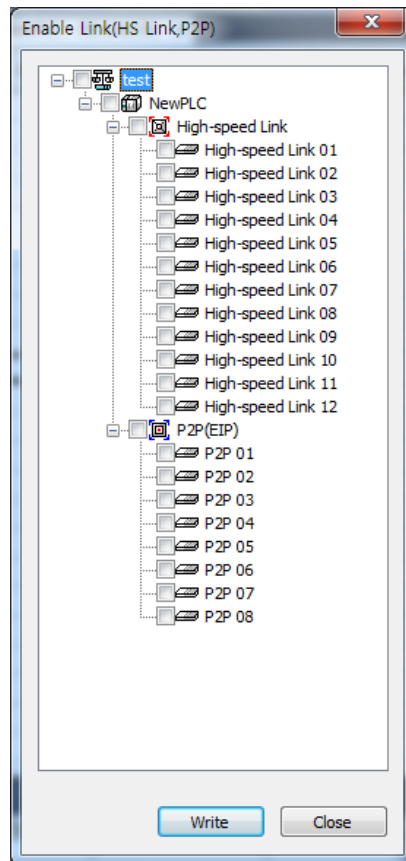 Enable Link(HS Link,P2P)
test
NewPLC
High-speed Link
High-speed Link 01
High-speed Link 02
High-speed Link 03
High-speed Link 04
High-speed Link 05
High-speed Link 06
High-speed Link 07
High-speed Link 08
High-speed Link 09
High-speed Link 10
High-speed Link 11
High-speed Link 12
P2P(EIP)
P2P 01
P2P 02
P2P 03
P2P 04
P2P 05
P2P 06
P2P 07
P2P 08
Write Close